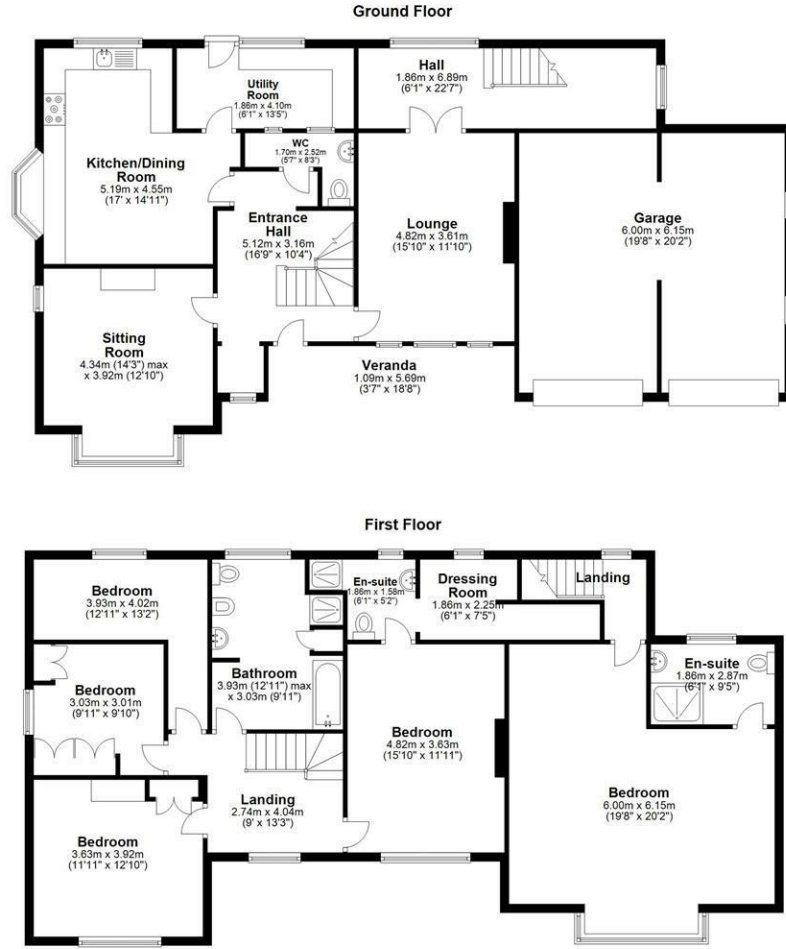 Ground Floor
Hall
1.86m x 6.89m
(6'1" x 22'7")
Utility
Room
1.86m x 4.10m
(6'1" x 13'5")
WC
1.70m x 2.52m
(5'7" x 8'3")
Kitchen/Dining
Room
5.19m x 4.55m
(17' x 14'11")
Entrance
Hall
5.12m x 3.16m
(16'9" x 10'4")
Lounge
4.82m x 3.61m
(15'10" x 11'10")
Garage
6.00m x 6.15m
(19'8" x 20'2")
Sitting
Room
4.34m (14'3") max
x 3.92m (12'10")
Veranda
1.09m x 5.69m
(3'7" x 18'8")
First Floor
Bedroom
3.93m x 4.02m
(12'11" x 13'2")
En-suite
1.86m x 1.58m
(6'1" x 5'2")
Dressing
Room
1.86m x 2.25m
(6'1" x 7'5")
Landing
Bedroom
3.03m x 3.01m
(9'11" x 9'10")
Bathroom
3.93m (12'11") max
x 3.03m (9'11")
En-suite
1.86m x 2.87m
(6'1" x 9'5")
Bedroom
4.82m x 3.63m
(15'10" x 11'11")
Landing
2.74m x 4.04m
(9' x 13'3")
Bedroom
6.00m x 6.15m
(19'8" x 20'2")
Bedroom
3.63m x 3.92m
(11'11" x 12'10")